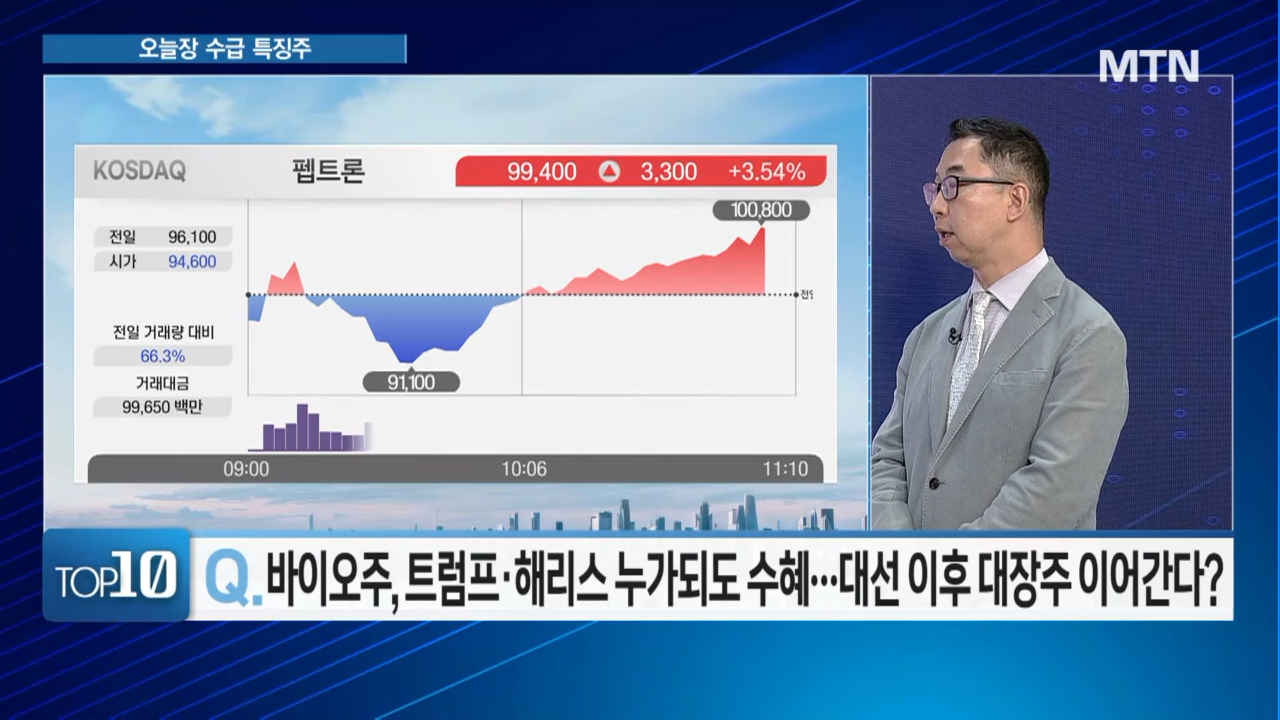 오늘장 수급 특징주
MTN
KOSDAQ 펩트론 99,400 3,300 +3.54%
100,800
전일 96,100
시가 94,600
전일
전일 거래량 대비
66.3%
91,100
거래대금
99,650 백만
09:00 10:06 11:10
TOP10 Q. 바이오주, 트럼프·해리스 누가되도 수혜…대선 이후 대장주 이어간다?